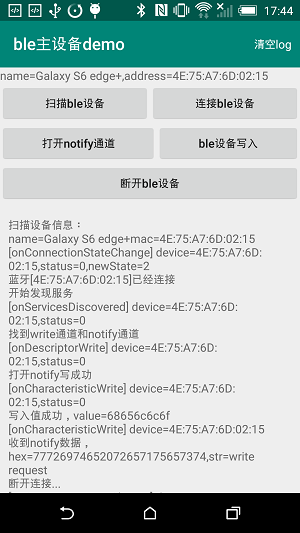 17:44
ble主设备demo
清空log
name=Galaxy S6 edge+,address=4E:75:A7:6D:02:15
扫描ble设备
连接ble设备
打开notify通道
ble设备写入
断开ble设备
扫描设备信息：
name=Galaxy S6 edge+mac=4E:75:A7:6D:02:15
[onConnectionStateChange] device=4E:75:A7:6D:
02:15,status=0,newState=2
蓝牙[4E:75:A7:6D:02:15]已经连接
开始发现服务
[onServicesDiscovered] device=4E:75:A7:6D:
02:15,status=0
找到write通道和notify通道
[onDescriptorWrite] device=4E:75:A7:6D:
02:15,status=0
打开notify写成功
[onCharacteristicWrite] device=4E:75:A7:6D:
02:15,status=0
写入值成功，value=68656c6c6f
[onCharacteristicWrite] device=4E:75:A7:6D:02:15
收到notify数据，
hex=77726974652072657175657374,str=write
request
断开连接...